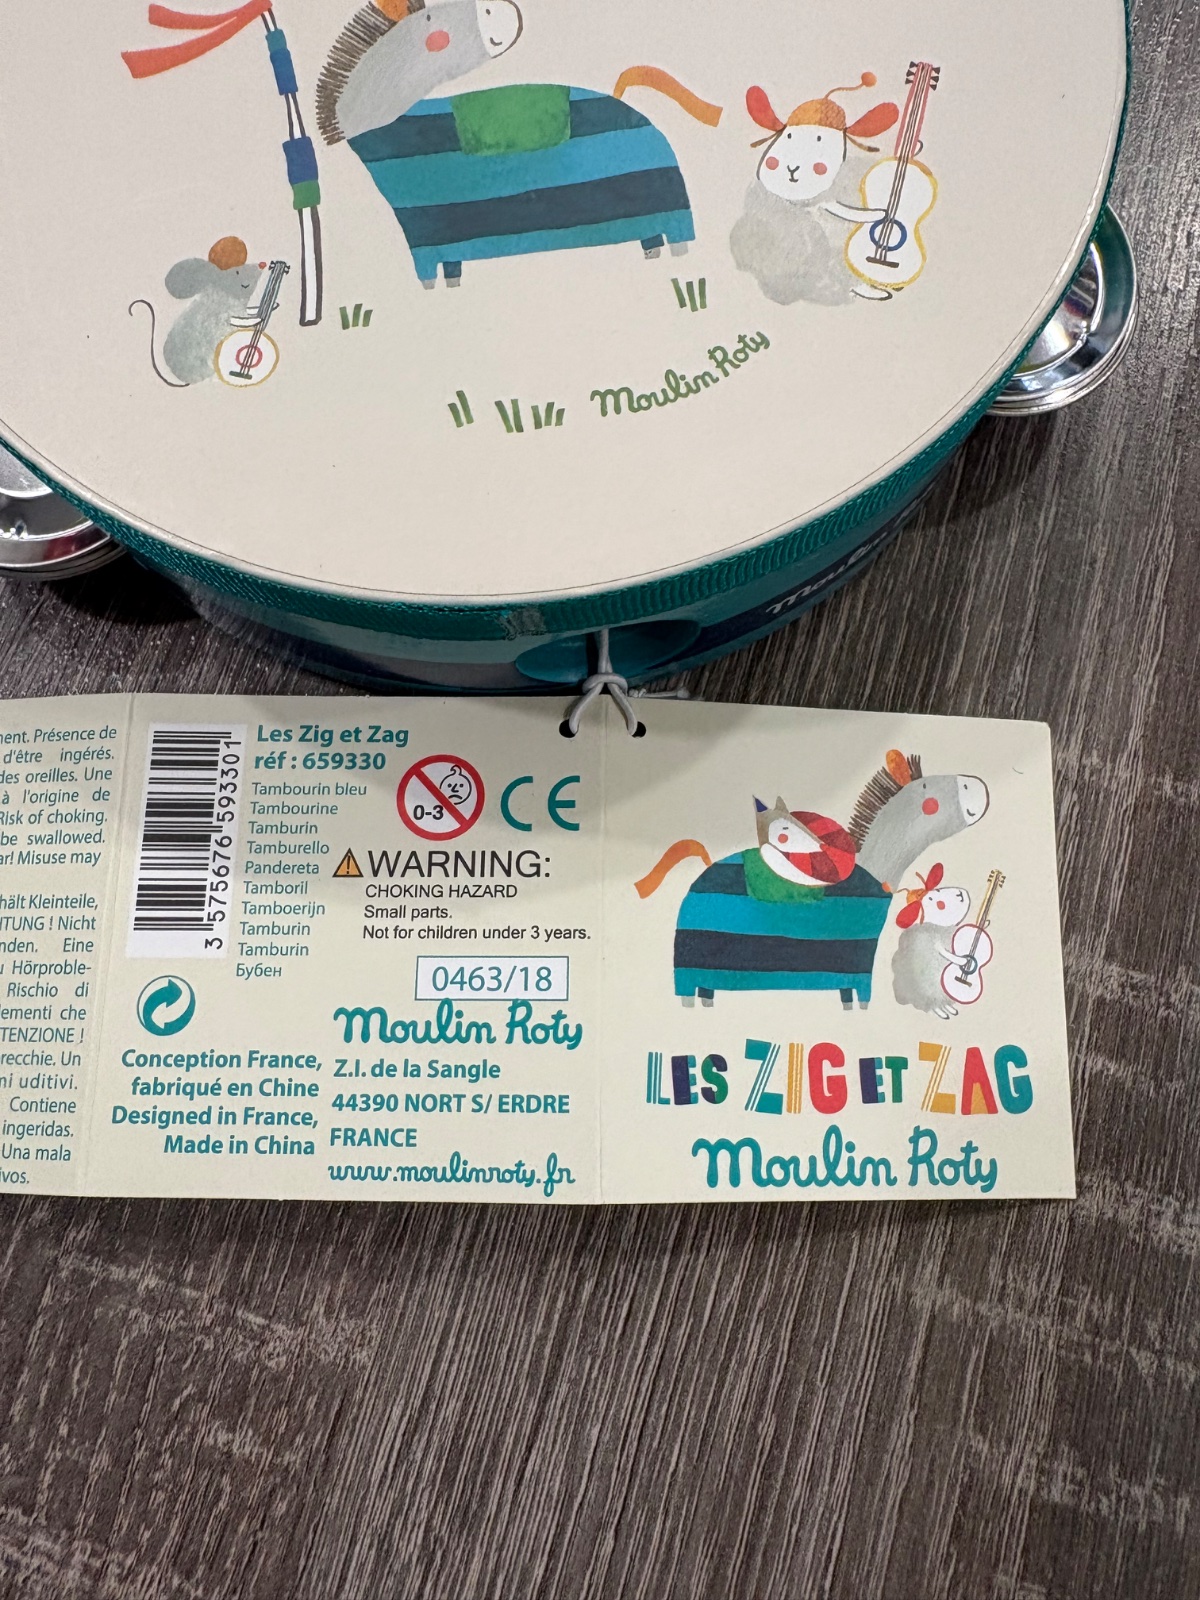 Moulin Roty
moulin
ment. Présence de
d'être ingérés.
des oreilles. Une
à l'origine de
Risk of choking.
be swallowed.
ar! Misuse may
hält Kleinteile,
TUNG ! Nicht
nden. Eine
u Hörproble-
Rischio di
ementi che
TENZIONE !
recchie. Un
ni uditivi.
Contiene
ingeridas.
Una mala
ivos.
3 575676 593301
Les Zig et Zag
réf : 659330
Tambourin bleu
Tambourine
Tamburin
Tamburello
Pandereta
Tamboril
Tamboerijn
Tamburin
Tamburin
Бубен
0-3
CE
WARNING:
CHOKING HAZARD
Small parts.
Not for children under 3 years.
0463/18
Conception France,
fabriqué en Chine
Designed in France,
Made in China
Moulin Roty
Z.I. de la Sangle
44390 NORT S/ ERDRE
FRANCE
www.moulinroty.fr
LES ZIG ET ZAG
Moulin Roty